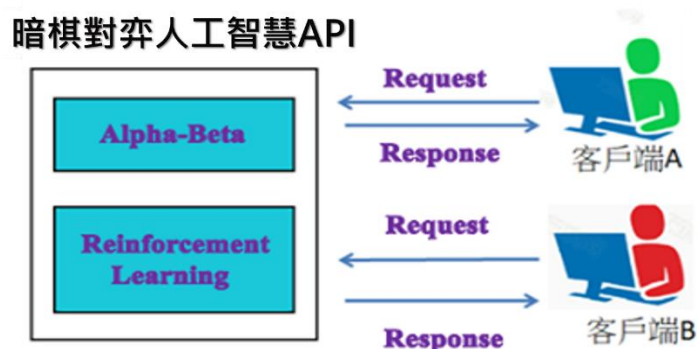 暗棋對弈人工智慧API
Alpha-Beta
Reinforcement
Learning
Request
Response
客戶端A
Request
Response
客戶端B